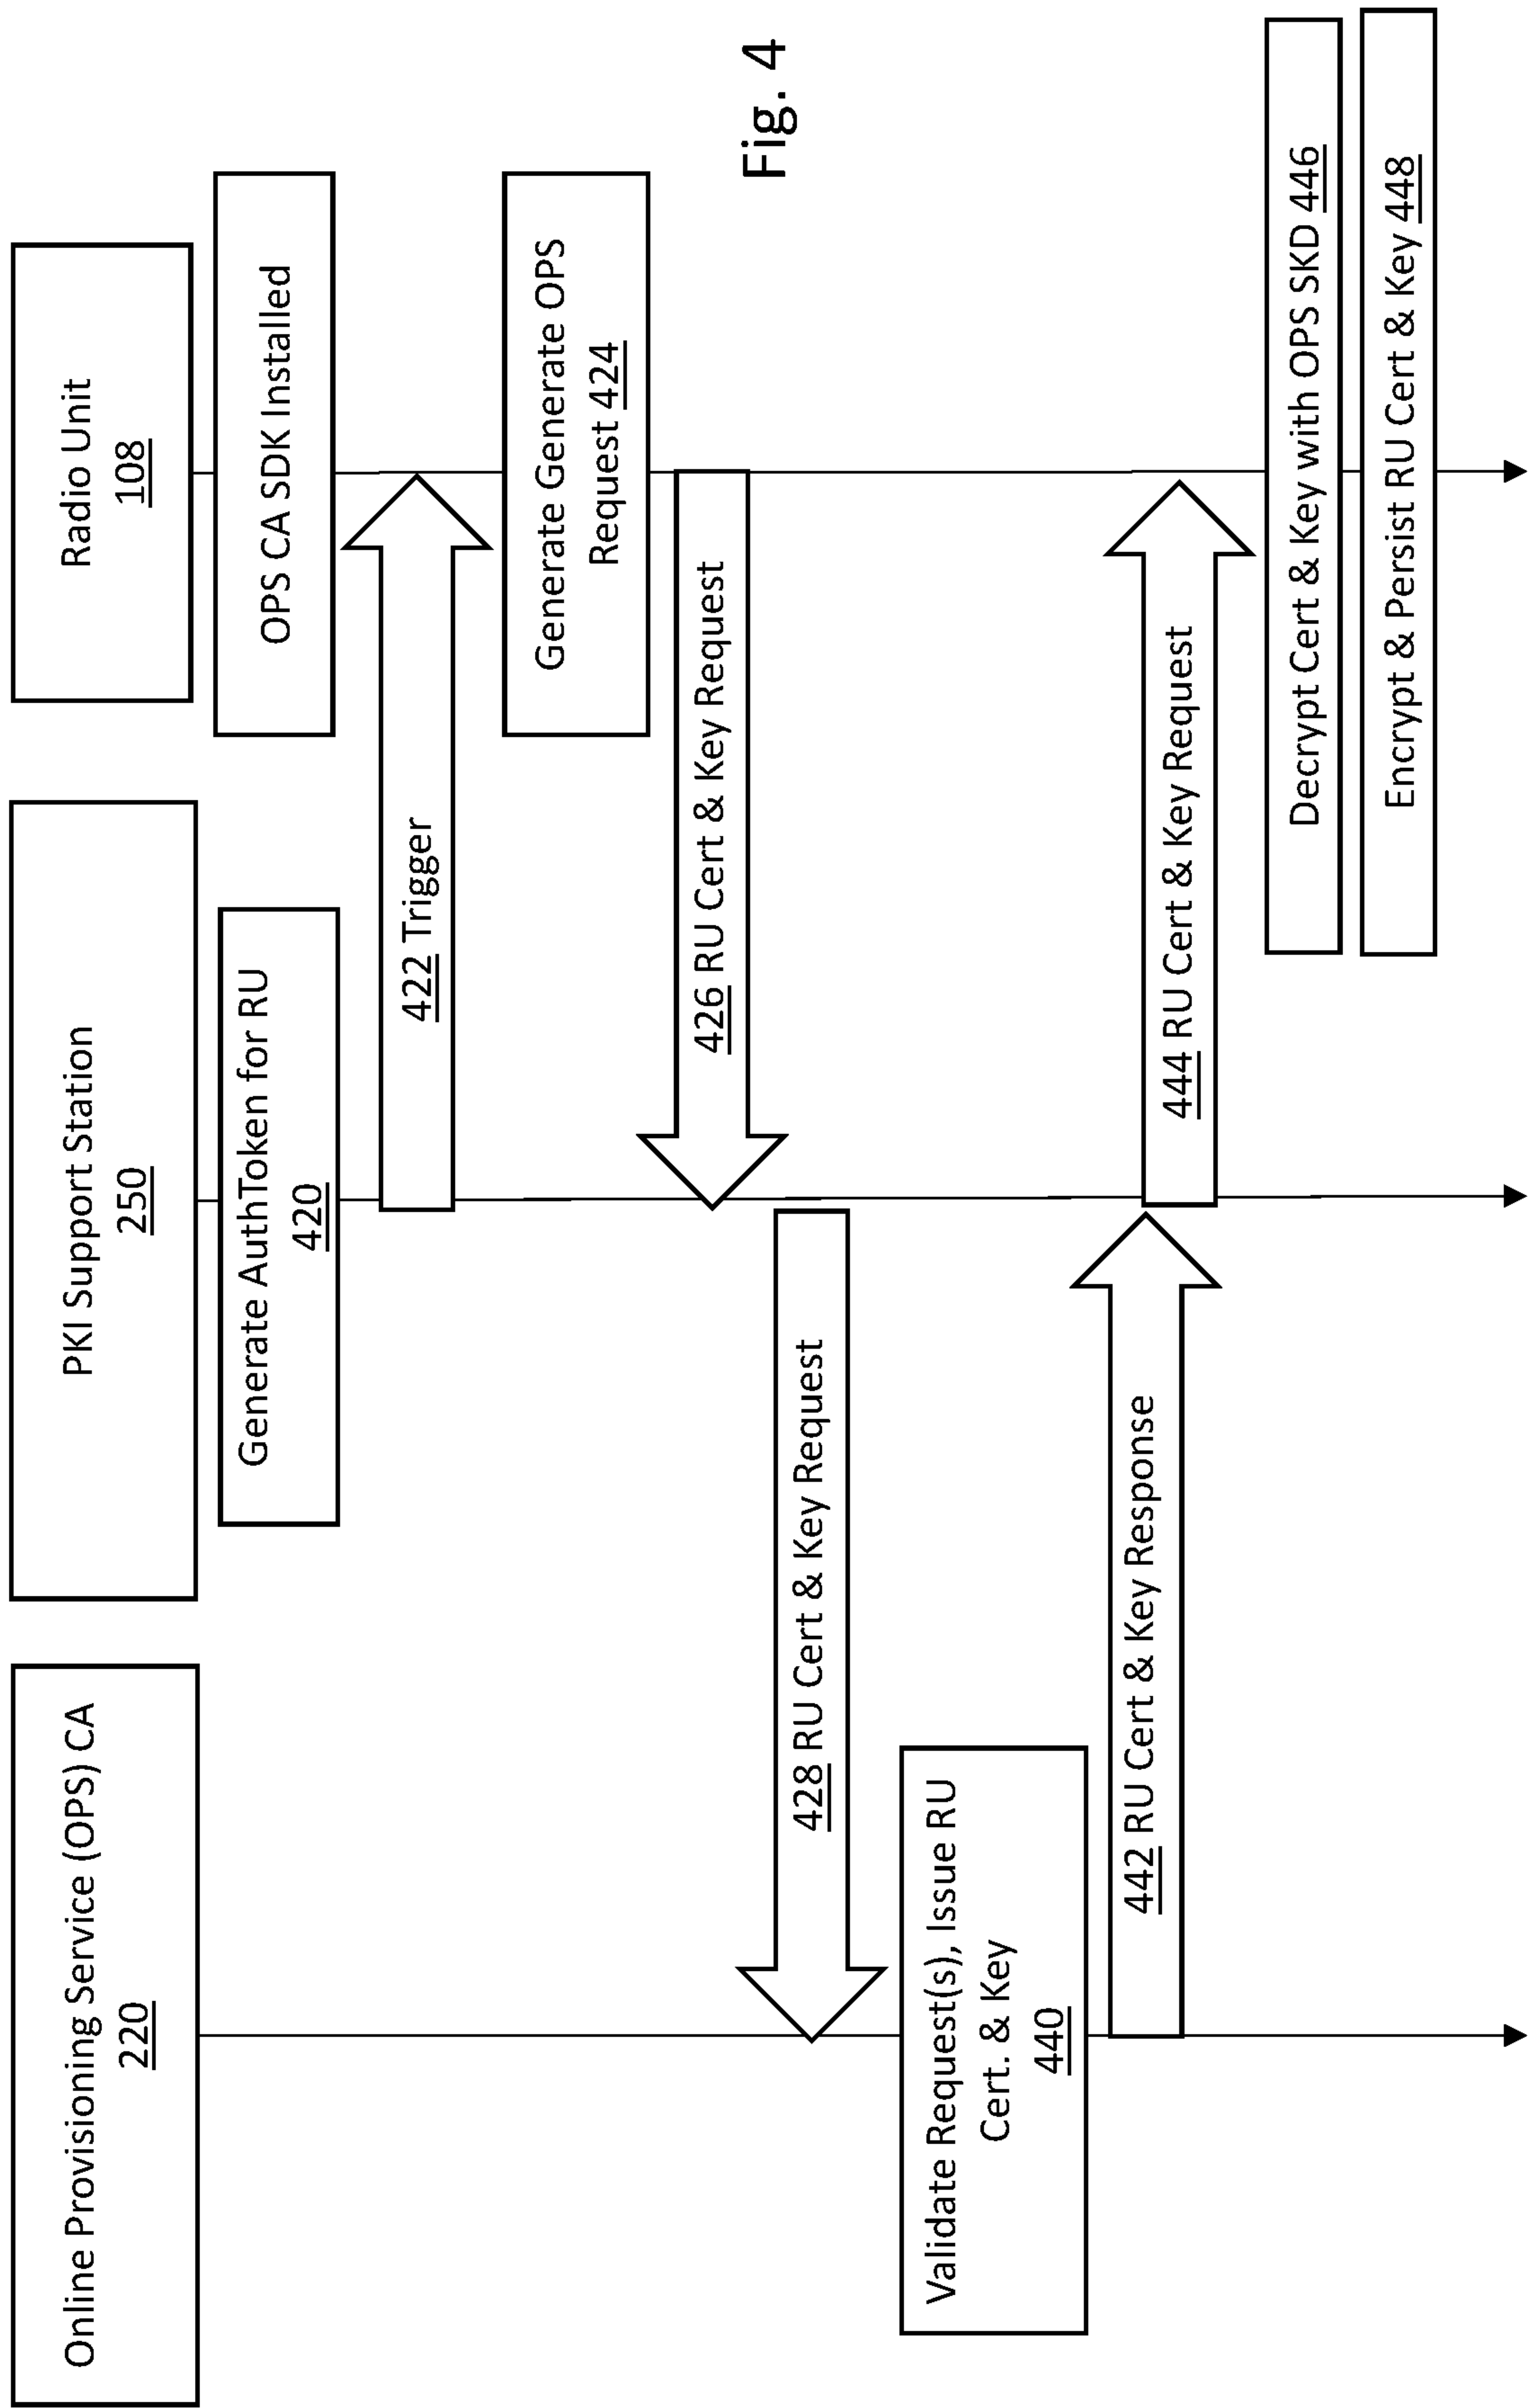 Online Provisioning Service (OPS) CA
220
PKI Support Station
250
Radio Unit
108
Generate AuthToken for RU
420
OPS CA SDK Installed
422 Trigger
Generate Generate OPS
Request 424
426 RU Cert & Key Request
428 RU Cert & Key Request
Validate Request(s), Issue RU
Cert. & Key
440
442 RU Cert & Key Response
444 RU Cert & Key Request
Decrypt Cert & Key with OPS SKD 446
Encrypt & Persist RU Cert & Key 448
Fig. 4